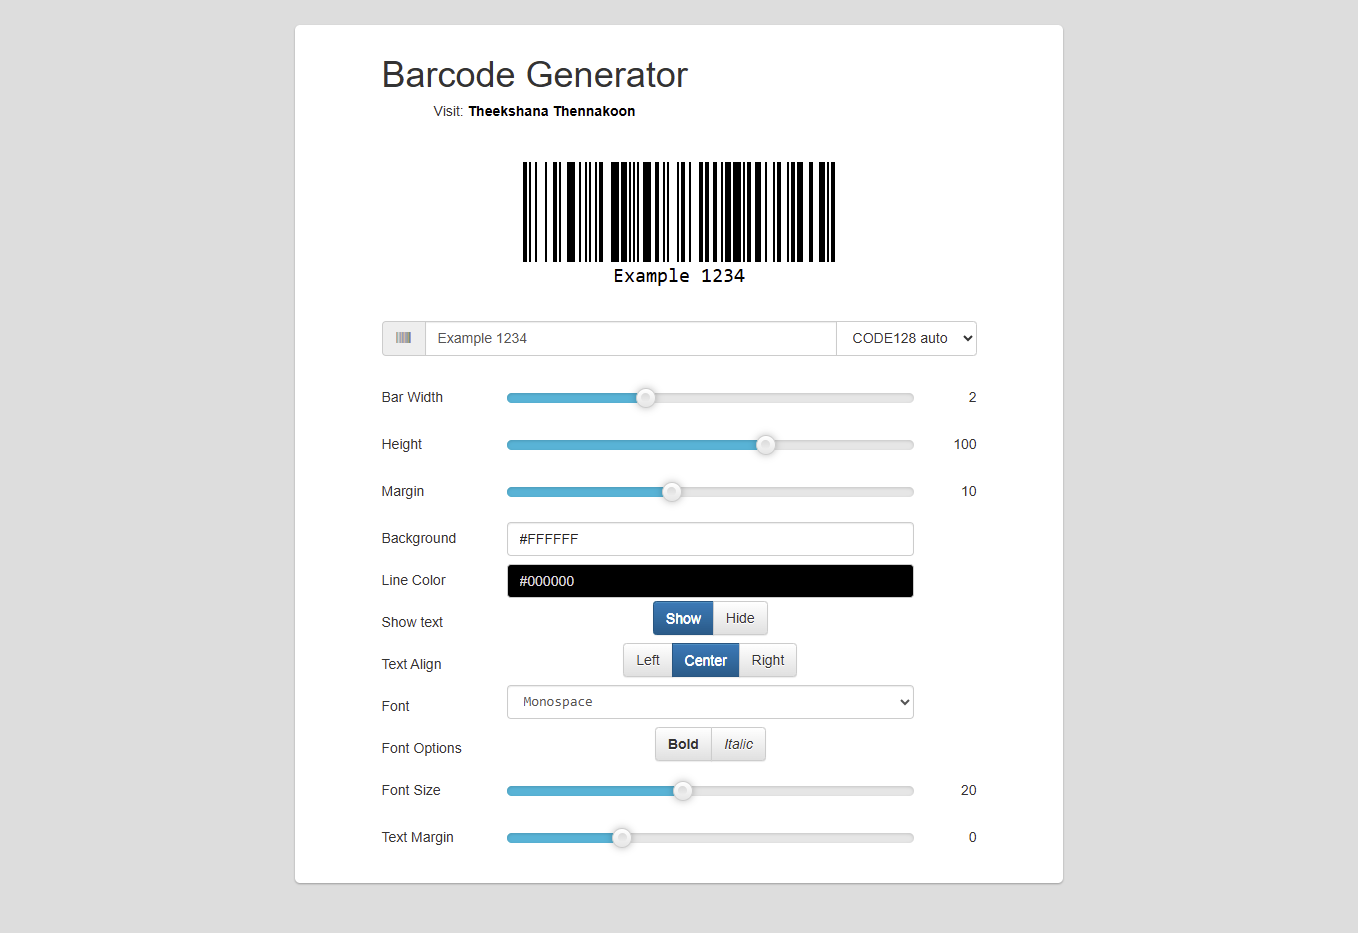 Barcode Generator
Visit: Theekshana Thennakoon
Example 1234
Example 1234 CODE128 auto
Bar Width 2
Height 100
Margin 10
Background #FFFFFF
Line Color #000000
Show text Show Hide
Text Align Left Center Right
Font Monospace
Font Options Bold Italic
Font Size 20
Text Margin 0